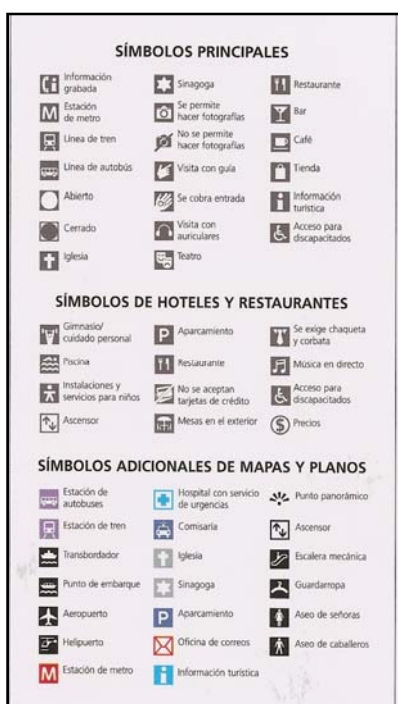 SÍMBOLOS PRINCIPALES
Información
grabada
Estación
de metro
Línea de tren
Línea de autobús
Abierto
Cerrado
Iglesia
Sinagoga
Se permite
hacer fotografías
No se permite
hacer fotografías
Visita con guía
Se cobra entrada
Visita con
auriculares
Teatro
Restaurante
Bar
Café
Tienda
Información
turística
Acceso para
discapacitados
SÍMBOLOS DE HOTELES Y RESTAURANTES
Gimnasio/
cuidado personal
Piscina
Instalaciones y
servicios para niños
Ascensor
Aparcamiento
Restaurante
No se aceptan
tarjetas de crédito
Mesas en el exterior
Se exige chaqueta
y corbata
Música en directo
Acceso para
discapacitados
Precios
SÍMBOLOS ADICIONALES DE MAPAS Y PLANOS
Estación de
autobuses
Estación de tren
Transbordador
Punto de embarque
Aeropuerto
Helipuerto
Estación de metro
Hospital con servicio
de urgencias
Comisaría
Iglesia
Sinagoga
Aparcamiento
Oficina de correos
Información turística
Punto panorámico
Ascensor
Escalera mecánica
Guardarropa
Aseo de señoras
Aseo de caballeros